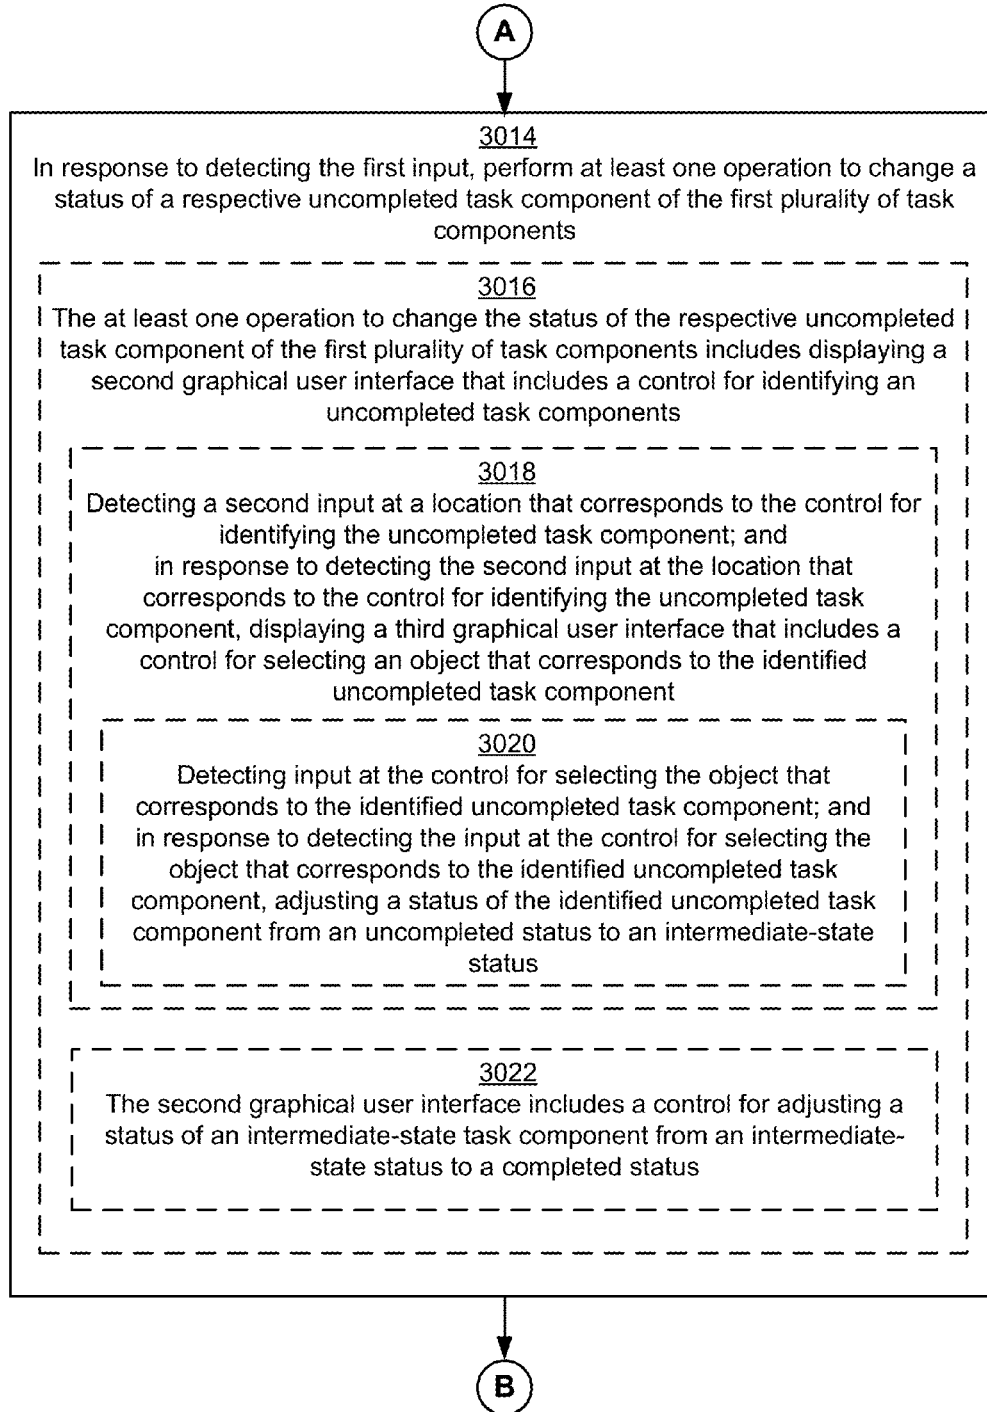 A
3014
In response to detecting the first input, perform at least one operation to change a
status of a respective uncompleted task component of the first plurality of task
components
3016
The at least one operation to change the status of the respective uncompleted
task component of the first plurality of task components includes displaying a
second graphical user interface that includes a control for identifying an
uncompleted task components
3018
Detecting a second input at a location that corresponds to the control for
identifying the uncompleted task component; and
in response to detecting the second input at the location that
corresponds to the control for identifying the uncompleted task
component, displaying a third graphical user interface that includes a
control for selecting an object that corresponds to the identified
uncompleted task component
3020
Detecting input at the control for selecting the object that
corresponds to the identified uncompleted task component; and
in response to detecting the input at the control for selecting the
object that corresponds to the identified uncompleted task
component, adjusting a status of the identified uncompleted task
component from an uncompleted status to an intermediate-state
status
3022
The second graphical user interface includes a control for adjusting a
status of an intermediate-state task component from an intermediate-
state status to a completed status
B